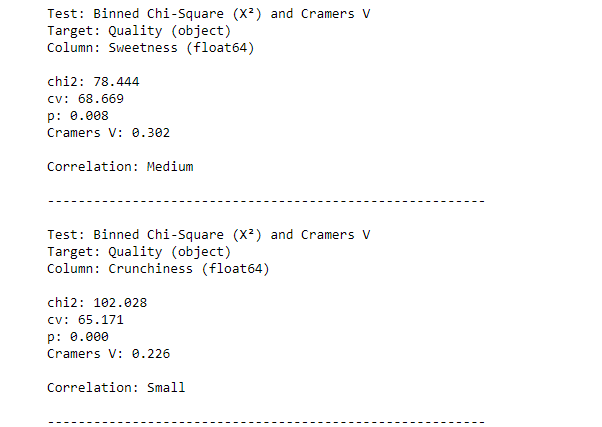 Test: Binned Chi-Square (X²) and Cramers V
Target: Quality (object)
Column: Sweetness (float64)
chi2: 78.444
cv: 68.669
p: 0.008
Cramers V: 0.302
Correlation: Medium
---------------------------------------------------------
Test: Binned Chi-Square (X²) and Cramers V
Target: Quality (object)
Column: Crunchiness (float64)
chi2: 102.028
cv: 65.171
p: 0.000
Cramers V: 0.226
Correlation: Small
---------------------------------------------------------